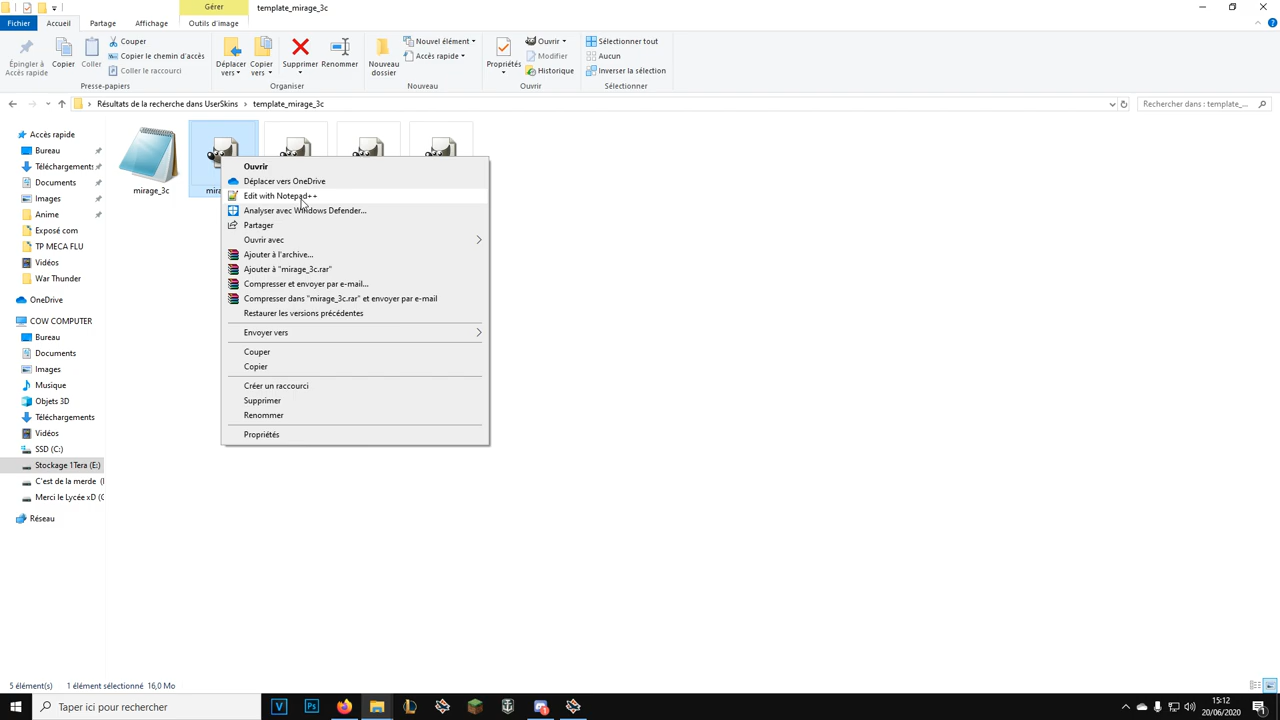 Gérer
template_mirage_3c
Fichier
Accueil
Partage
Affichage
Outils d'image
Épingler à
Accès rapide
Copier
Coller
Couper
Copier le chemin d'accès
Coller le raccourci
Presse-papiers
Déplacer
vers
Copier
vers
Supprimer
Renommer
Organiser
Nouveau
dossier
Nouvel élément
Accès rapide
Nouveau
Propriétés
Ouvrir
Modifier
Historique
Ouvrir
Sélectionner tout
Aucun
Inverser la sélection
Sélectionner
Résultats de la recherche dans UserSkins > template_mirage_3c
Rechercher dans : template_...
Accès rapide
Bureau
Téléchargements
Documents
Images
Anime
Exposé com
TP MECA FLU
Vidéos
War Thunder
OneDrive
COW COMPUTER
Bureau
Documents
Images
Musique
Objets 3D
Téléchargements
Vidéos
SSD (C:)
Stockage 1Tera (E:)
C'est de la merde (
Merci le Lycée xD (
Réseau
mirage_3c
mira
Ouvrir
Déplacer vers OneDrive
Edit with Notepad++
Analyser avec Windows Defender...
Partager
Ouvrir avec
Ajouter à l'archive...
Ajouter à "mirage_3c.rar"
Compresser et envoyer par e-mail...
Compresser dans "mirage_3c.rar" et envoyer par e-mail
Restaurer les versions précédentes
Envoyer vers
Couper
Copier
Créer un raccourci
Supprimer
Renommer
Propriétés
5 élément(s)
1 élément sélectionné 16,0 Mo
Taper ici pour rechercher
15:12
20/06/2020